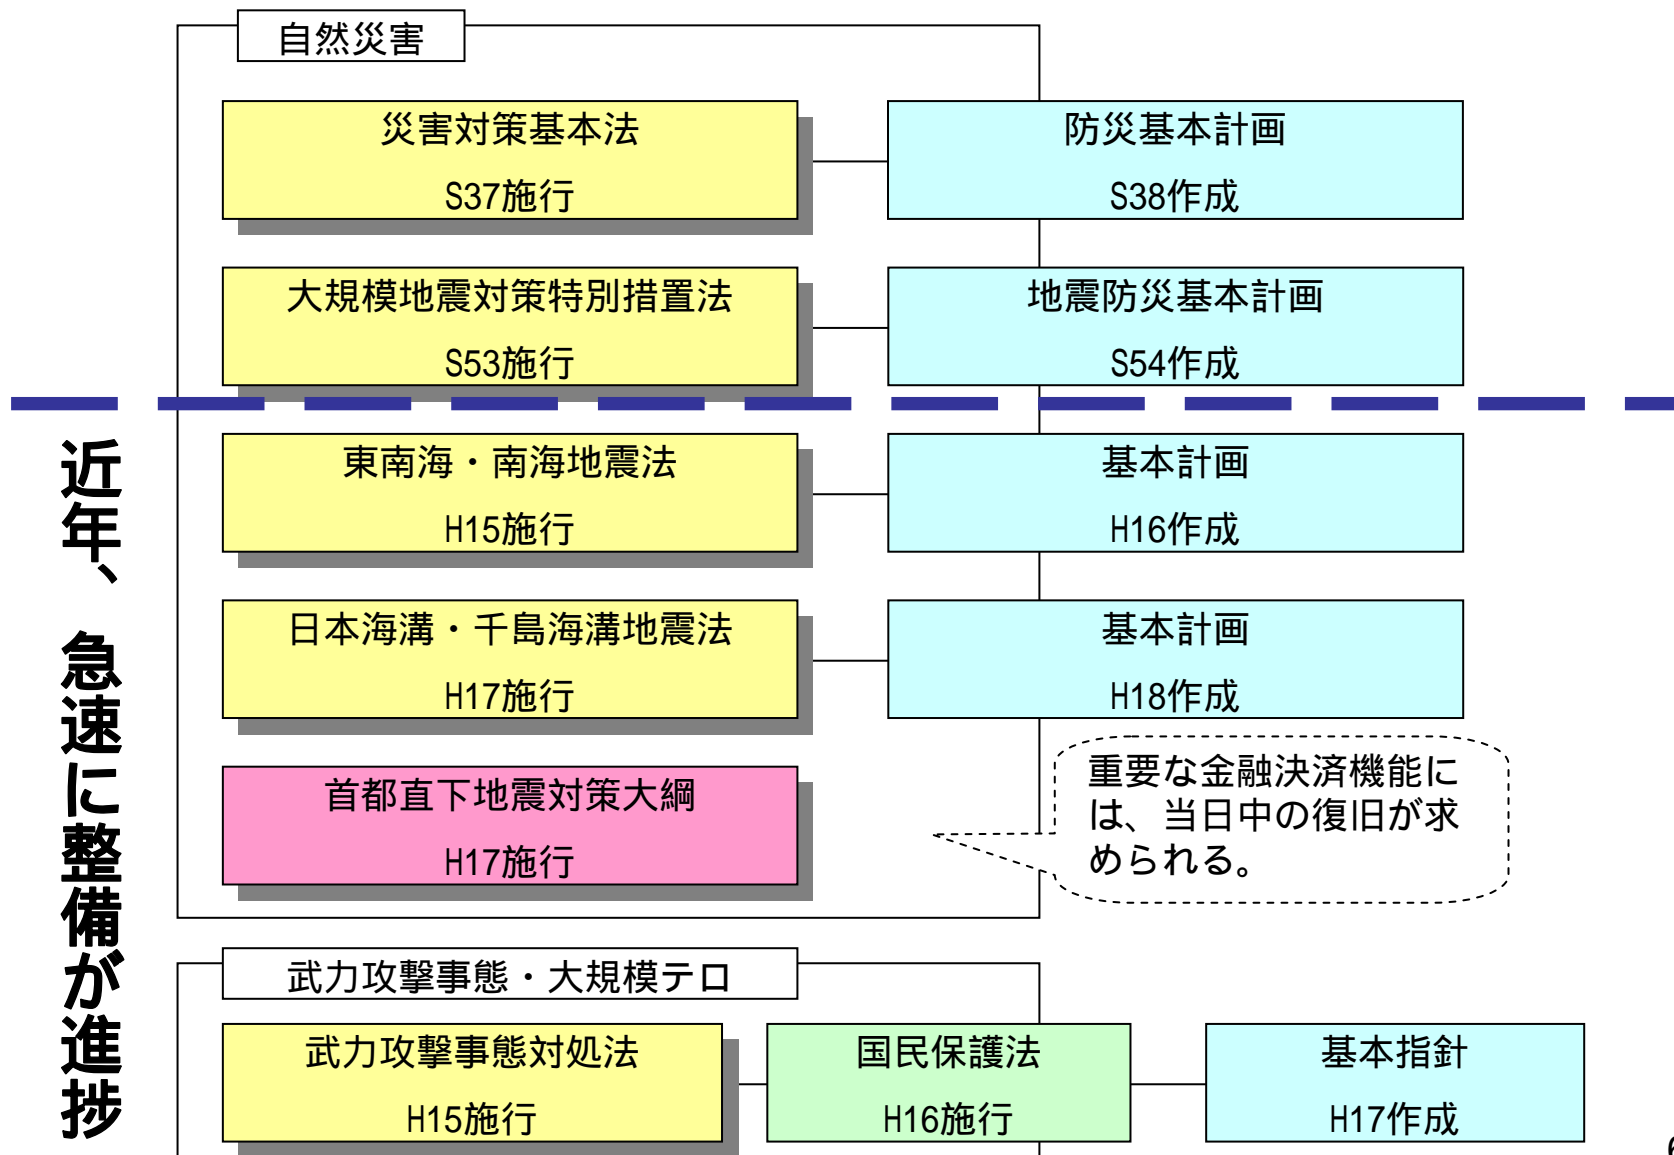 自然災害
災害対策基本法
S37施行
防災基本計画
S38作成
大規模地震対策特別措置法
S53施行
地震防災基本計画
S54作成
近年、急速に整備が進捗
東南海・南海地震法
H15施行
基本計画
H16作成
日本海溝・千島海溝地震法
H17施行
基本計画
H18作成
首都直下地震対策大綱
H17施行
重要な金融決済機能に
は、当日中の復旧が求
められる。
武力攻撃事態・大規模テロ
武力攻撃事態対処法
H15施行
国民保護法
H16施行
基本指針
H17作成